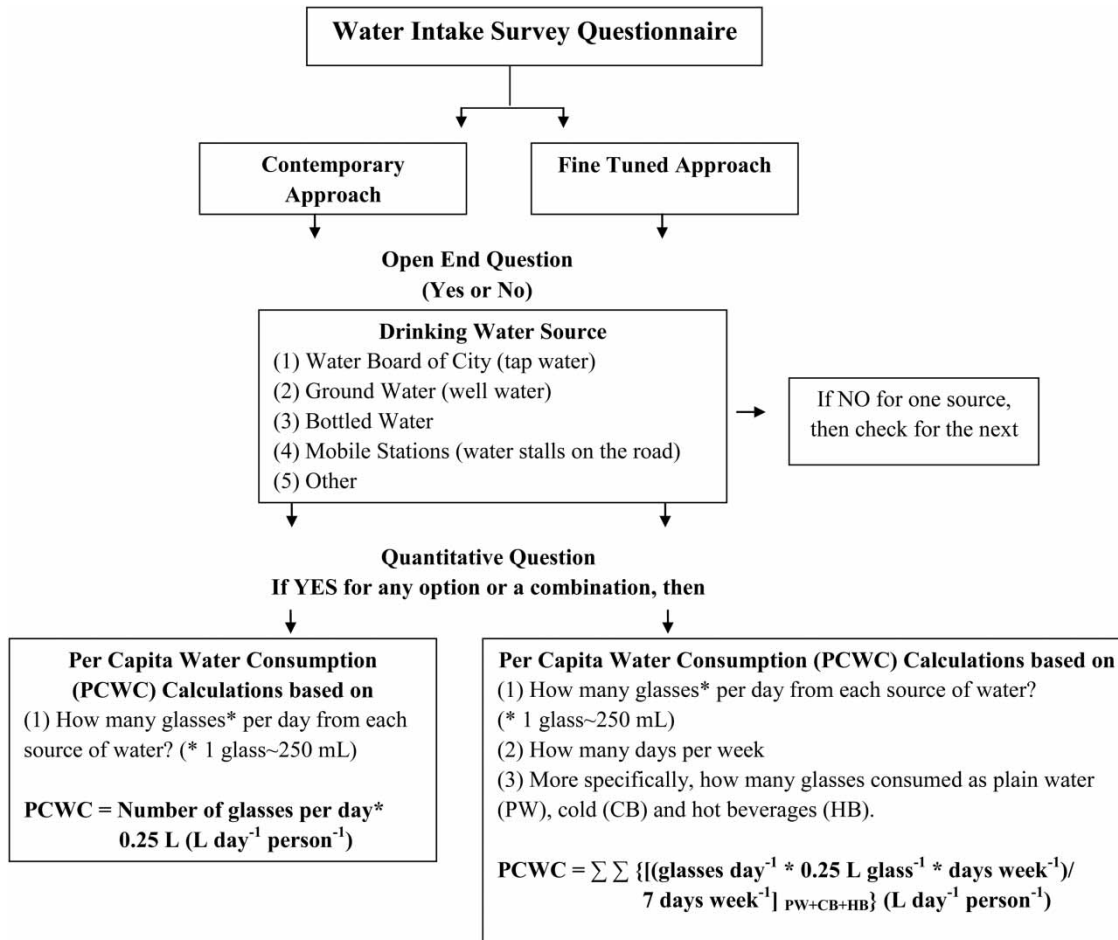 Water Intake Survey Questionnaire
Contemporary
Approach
Fine Tuned Approach
Open End Question
(Yes or No)
Drinking Water Source
(1) Water Board of City (tap water)
(2) Ground Water (well water)
(3) Bottled Water
(4) Mobile Stations (water stalls on the road)
(5) Other
If NO for one source,
then check for the next
Quantitative Question
If YES for any option or a combination, then
Per Capita Water Consumption
(PCWC) Calculations based on
(1) How many glasses* per day from each
source of water? (* 1 glass~250 mL)
PCWC = Number of glasses per day*
0.25 L (L day⁻¹ person⁻¹)
Per Capita Water Consumption (PCWC) Calculations based on
(1) How many glasses* per day from each source of water?
(* 1 glass~250 mL)
(2) How many days per week
(3) More specifically, how many glasses consumed as plain water
(PW), cold (CB) and hot beverages (HB).
PCWC = ∑ ∑ {[(glasses day⁻¹ * 0.25 L glass⁻¹ * days week⁻¹)/
7 days week⁻¹] PW+CB+HB} (L day⁻¹ person⁻¹)